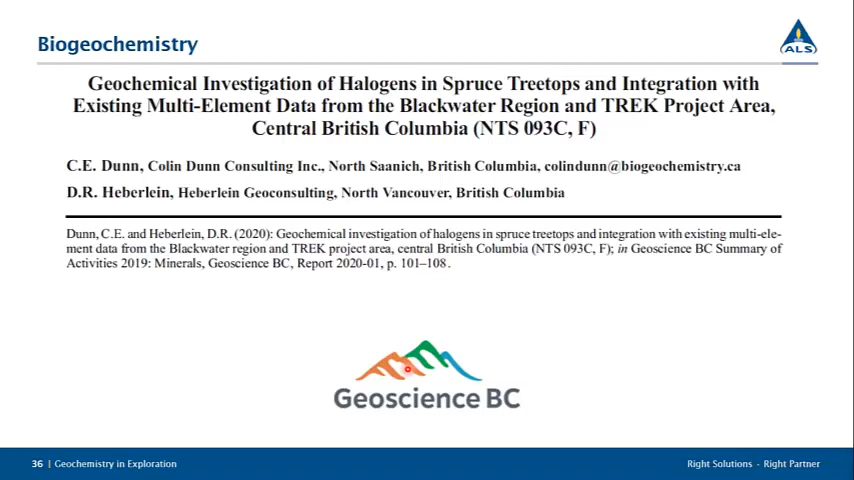 Biogeochemistry
ALS
Geochemical Investigation of Halogens in Spruce Treetops and Integration with
Existing Multi-Element Data from the Blackwater Region and TREK Project Area,
Central British Columbia (NTS 093C, F)
C.E. Dunn, Colin Dunn Consulting Inc., North Saanich, British Columbia, colindunn@biogeochemistry.ca
D.R. Heberlein, Heberlein Geoconsulting, North Vancouver, British Columbia
Dunn, C.E. and Heberlein, D.R. (2020): Geochemical investigation of halogens in spruce treetops and integration with existing multi-ele-
ment data from the Blackwater region and TREK project area, central British Columbia (NTS 093C, F); in Geoscience BC Summary of
Activities 2019: Minerals, Geoscience BC, Report 2020-01, p. 101–108.
Geoscience BC
36 | Geochemistry in Exploration
Right Solutions · Right Partner